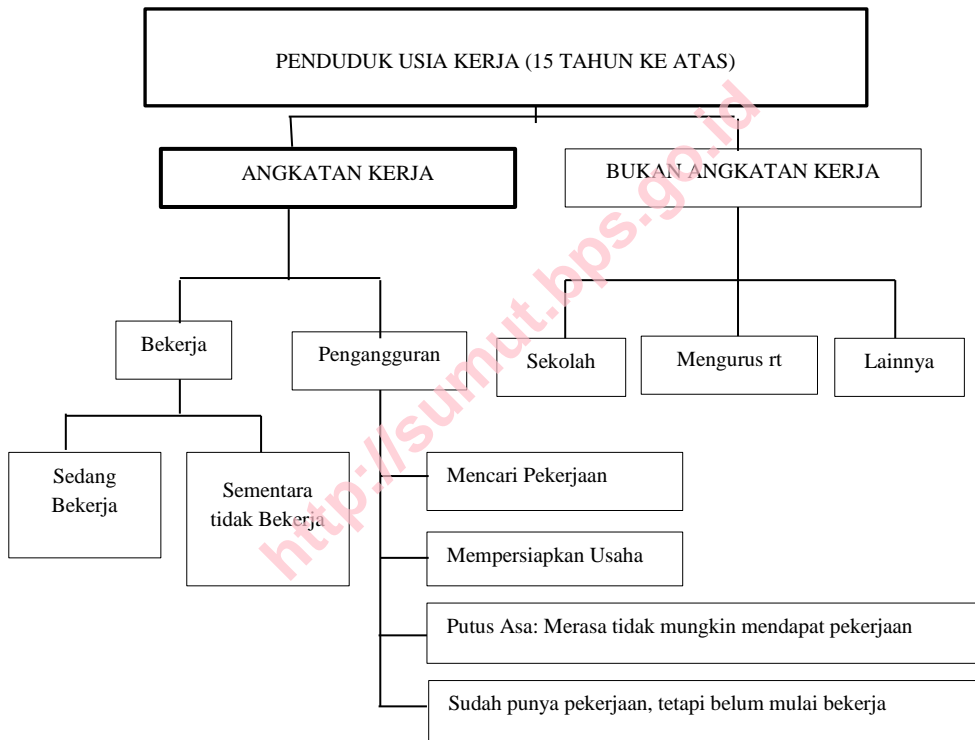 PENDUDUK USIA KERJA (15 TAHUN KE ATAS)
ANGKATAN KERJA
BUKAN ANGKATAN KERJA
Bekerja
Pengangguran
Sekolah
Mengurus rt
Lainnya
Sedang
Bekerja
Sementara
tidak Bekerja
Mencari Pekerjaan
Mempersiapkan Usaha
Putus Asa: Merasa tidak mungkin mendapat pekerjaan
Sudah punya pekerjaan, tetapi belum mulai bekerja
http://sumut.bps.go.id